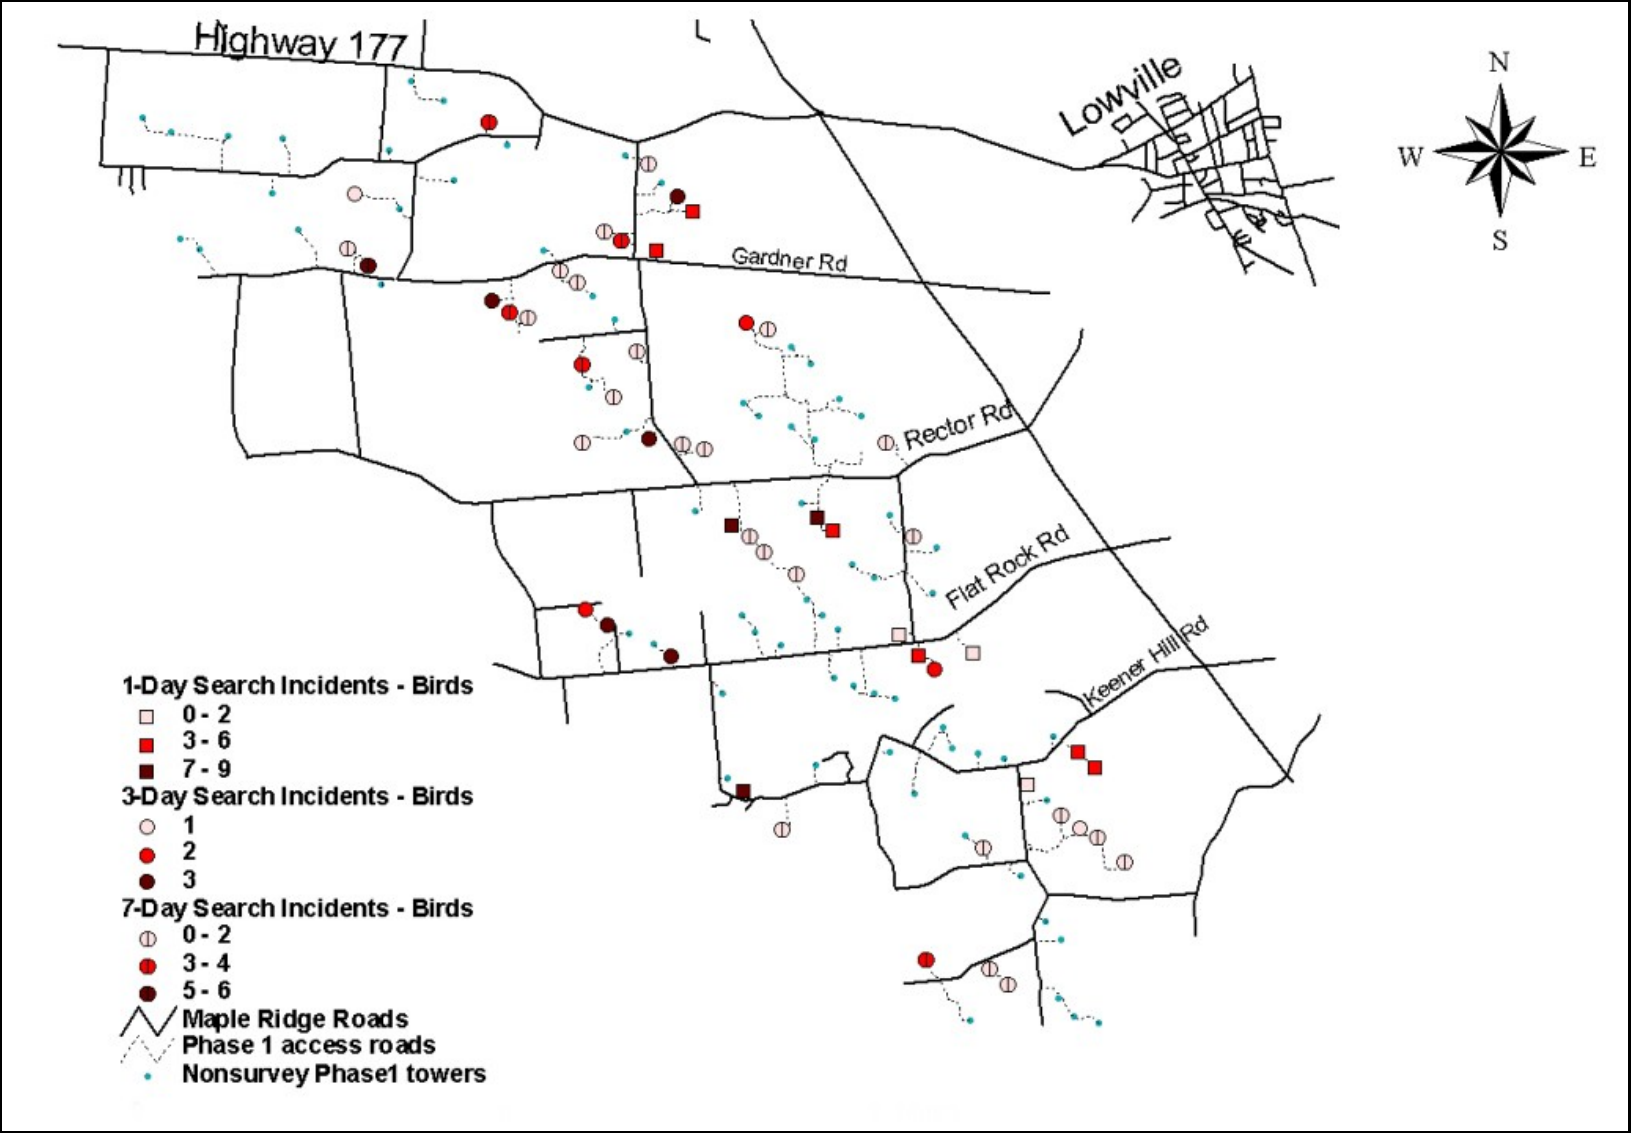 Highway 177
Lowville
N
W
E
S
Gardner Rd
Rector Rd
Flat Rock Rd
Keener Hill Rd
1-Day Search Incidents - Birds
0 - 2
3 - 6
7 - 9
3-Day Search Incidents - Birds
1
2
3
7-Day Search Incidents - Birds
0 - 2
3 - 4
5 - 6
Maple Ridge Roads
Phase 1 access roads
Nonsurvey Phase1 towers